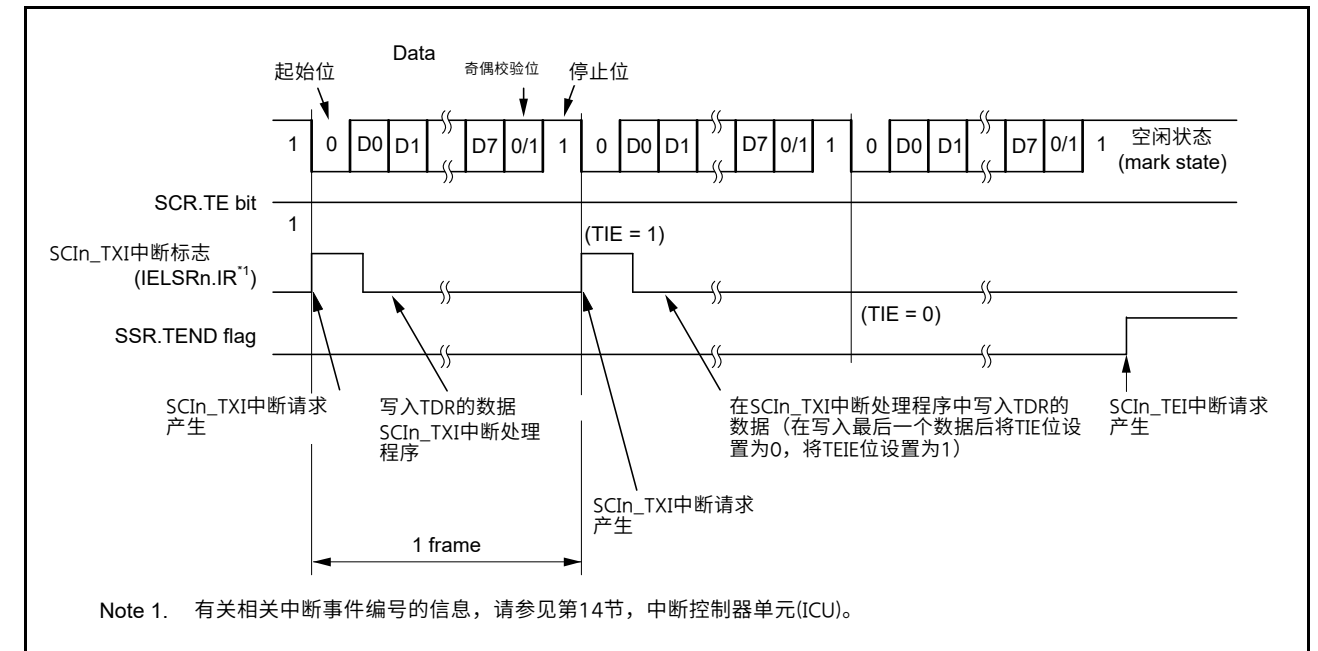 Data
起始位
奇偶校验位
停止位
1 0 D0 D1 D7 0/1 1 0 D0 D1 D7 0/1 1 0 D0 D1 D7 0/1 1 空闲状态
(mark state)
SCR.TE bit
1
(TIE = 1)
SCIn_TXI中断标志
(IELSRn.IR*1)
(TIE = 0)
SSR.TEND flag
SCIn_TXI中断请求
产生
写入TDR的数据
SCIn_TXI中断处理
程序
在SCIn_TXI中断处理程序中写入TDR的
数据（在写入最后一个数据后将TIE位设
置为0，将TEIE位设置为1）
SCIn_TEI中断请求
产生
SCIn_TXI中断请求
产生
1 frame
Note 1. 有关相关中断事件编号的信息，请参见第14节，中断控制器单元(ICU)。